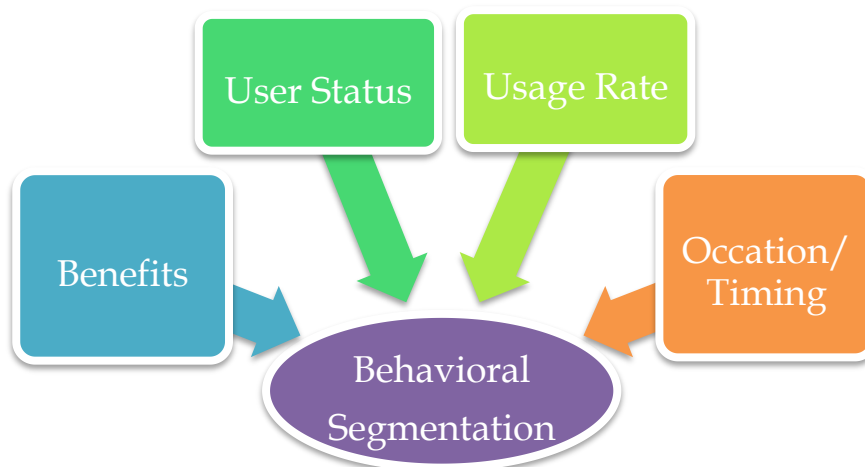 User Status
Usage Rate
Benefits
Occation/
Timing
Behavioral
Segmentation